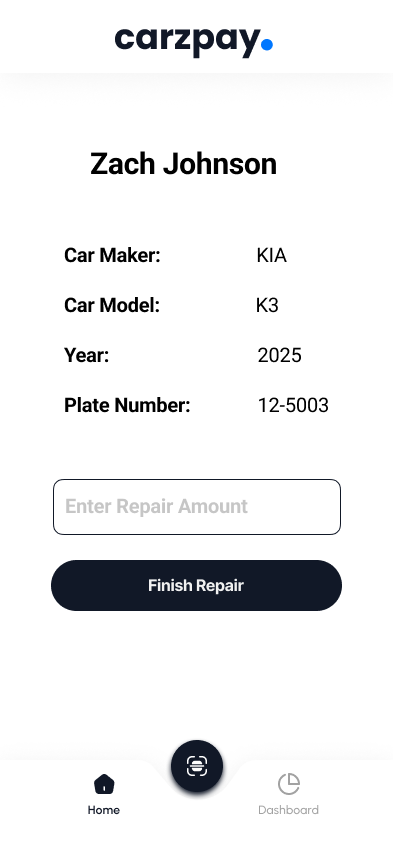 carzpay.
Zach Johnson
Car Maker: KIA
Car Model: K3
Year: 2025
Plate Number: 12-5003
Enter Repair Amount
Finish Repair
Home Dashboard